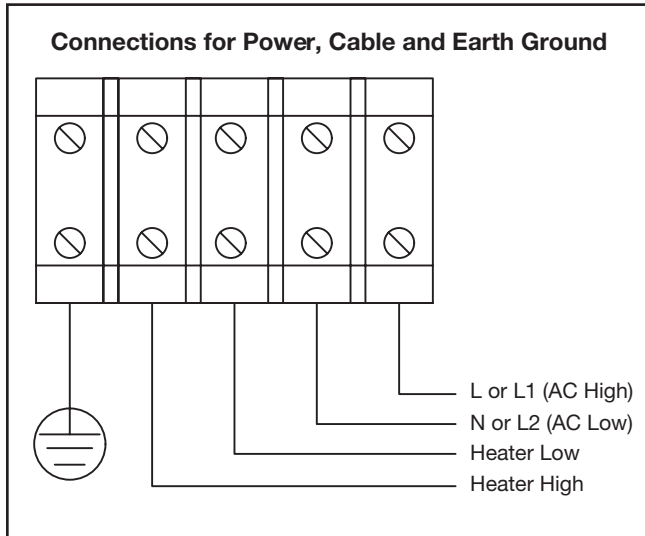 Connections for Power, Cable and Earth Ground
L or L1 (AC High)
N or L2 (AC Low)
Heater Low
Heater High